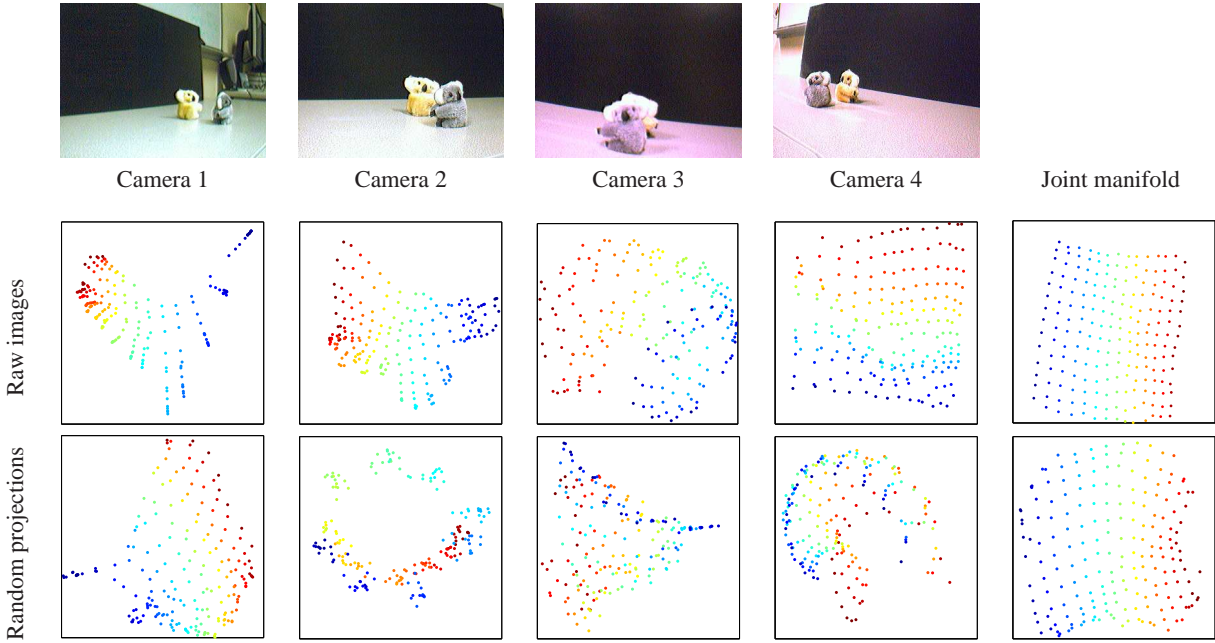 Camera 1
Camera 2
Camera 3
Camera 4
Joint manifold
Raw images
Random projections